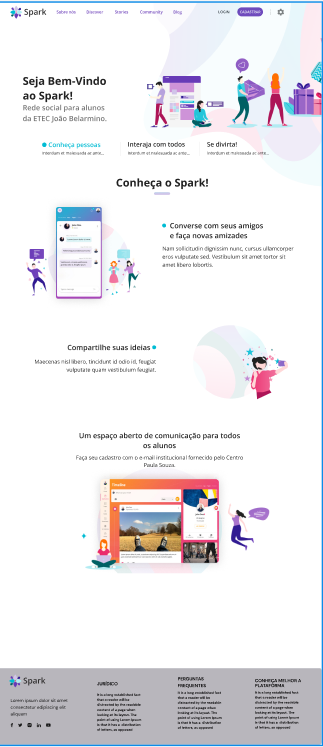 Spark
Sobre nós Discover Stories Community Blog LOGIN CADASTRAR
Seja Bem-Vindo
ao Spark!
Rede social para alunos
da ETEC João Belarmino.
Conheça pessoas Interaja com todos Se divirta!
Interdum et malesuada ac ante... Interdum et malesuada ac ante... Interdum et malesuada ac ante...
Conheça o Spark!
Converse com seus amigos
e faça novas amizades
Nam sollicitudin dignissim nunc, cursus ullamcorper
eros vulputate sed. Vestibulum sit amet tortor sit
amet libero lobortis.
Compartilhe suas ideias
Maecenas nisl libero, tincidunt id odio id, feugiat
vulputate quam vestibulum feugiat.
Um espaço aberto de comunicação para todos
os alunos
Faça seu cadastro com o e-mail institucional fornecido pelo Centro
Paula Souza.
Timeline
Spark
Lorem ipsum dolor sit amet
consectetur adipiscing elit
aliquam
JURÍDICO
It is a long established fact
that a reader will be
distracted by the readable
content of a page when
looking at its layout. The
point of using Lorem Ipsum
is that it has a distribution
of letters, as opposed
PERGUNTAS
FREQUENTES
It is a long established fact
that a reader will be
distracted by the readable
content of a page when
looking at its layout. The
point of using Lorem Ipsum
is that it has a distribution
of letters, as opposed
CONHEÇA MELHOR A
PLATAFORMA
It is a long established fact
that a reader will be
distracted by the readable
content of a page when
looking at its layout. The
point of using Lorem Ipsum
is that it has a distribution
of letters, as opposed